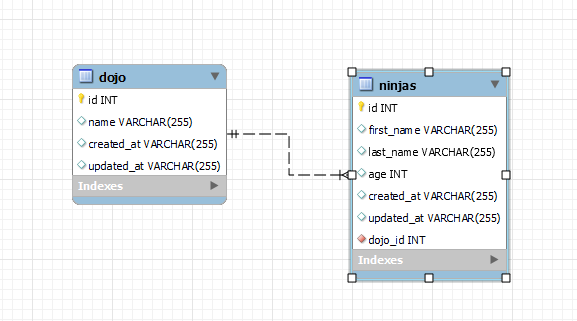 dojo
id INT
name VARCHAR(255)
created_at VARCHAR(255)
updated_at VARCHAR(255)
Indexes
ninjas
id INT
first_name VARCHAR(255)
last_name VARCHAR(255)
age INT
created_at VARCHAR(255)
updated_at VARCHAR(255)
dojo_id INT
Indexes